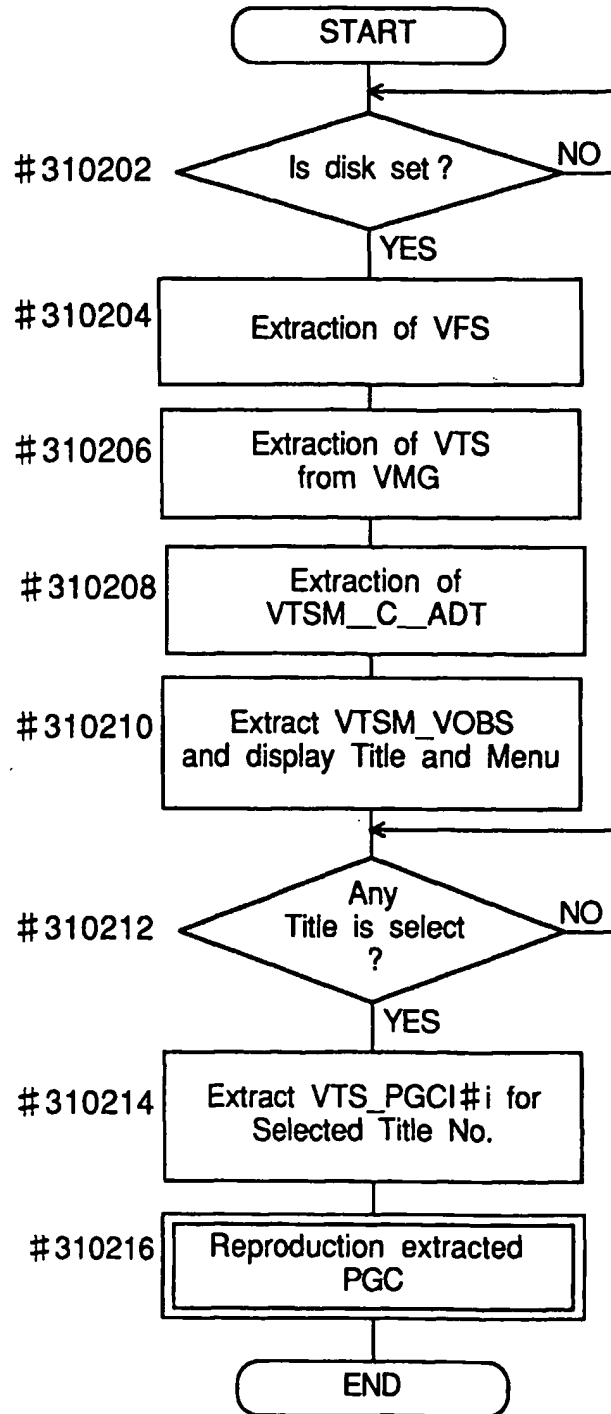 START
#310202
Is disk set ?
NO
YES
#310204
Extraction of VFS
#310206
Extraction of VTS
from VMG
#310208
Extraction of
VTSM__C__ADT
#310210
Extract VTSM_VOBS
and display Title and Menu
#310212
Any
Title is select
?
NO
YES
#310214
Extract VTS_PGCI#i for
Selected Title No.
#310216
Reproduction extracted
PGC
END